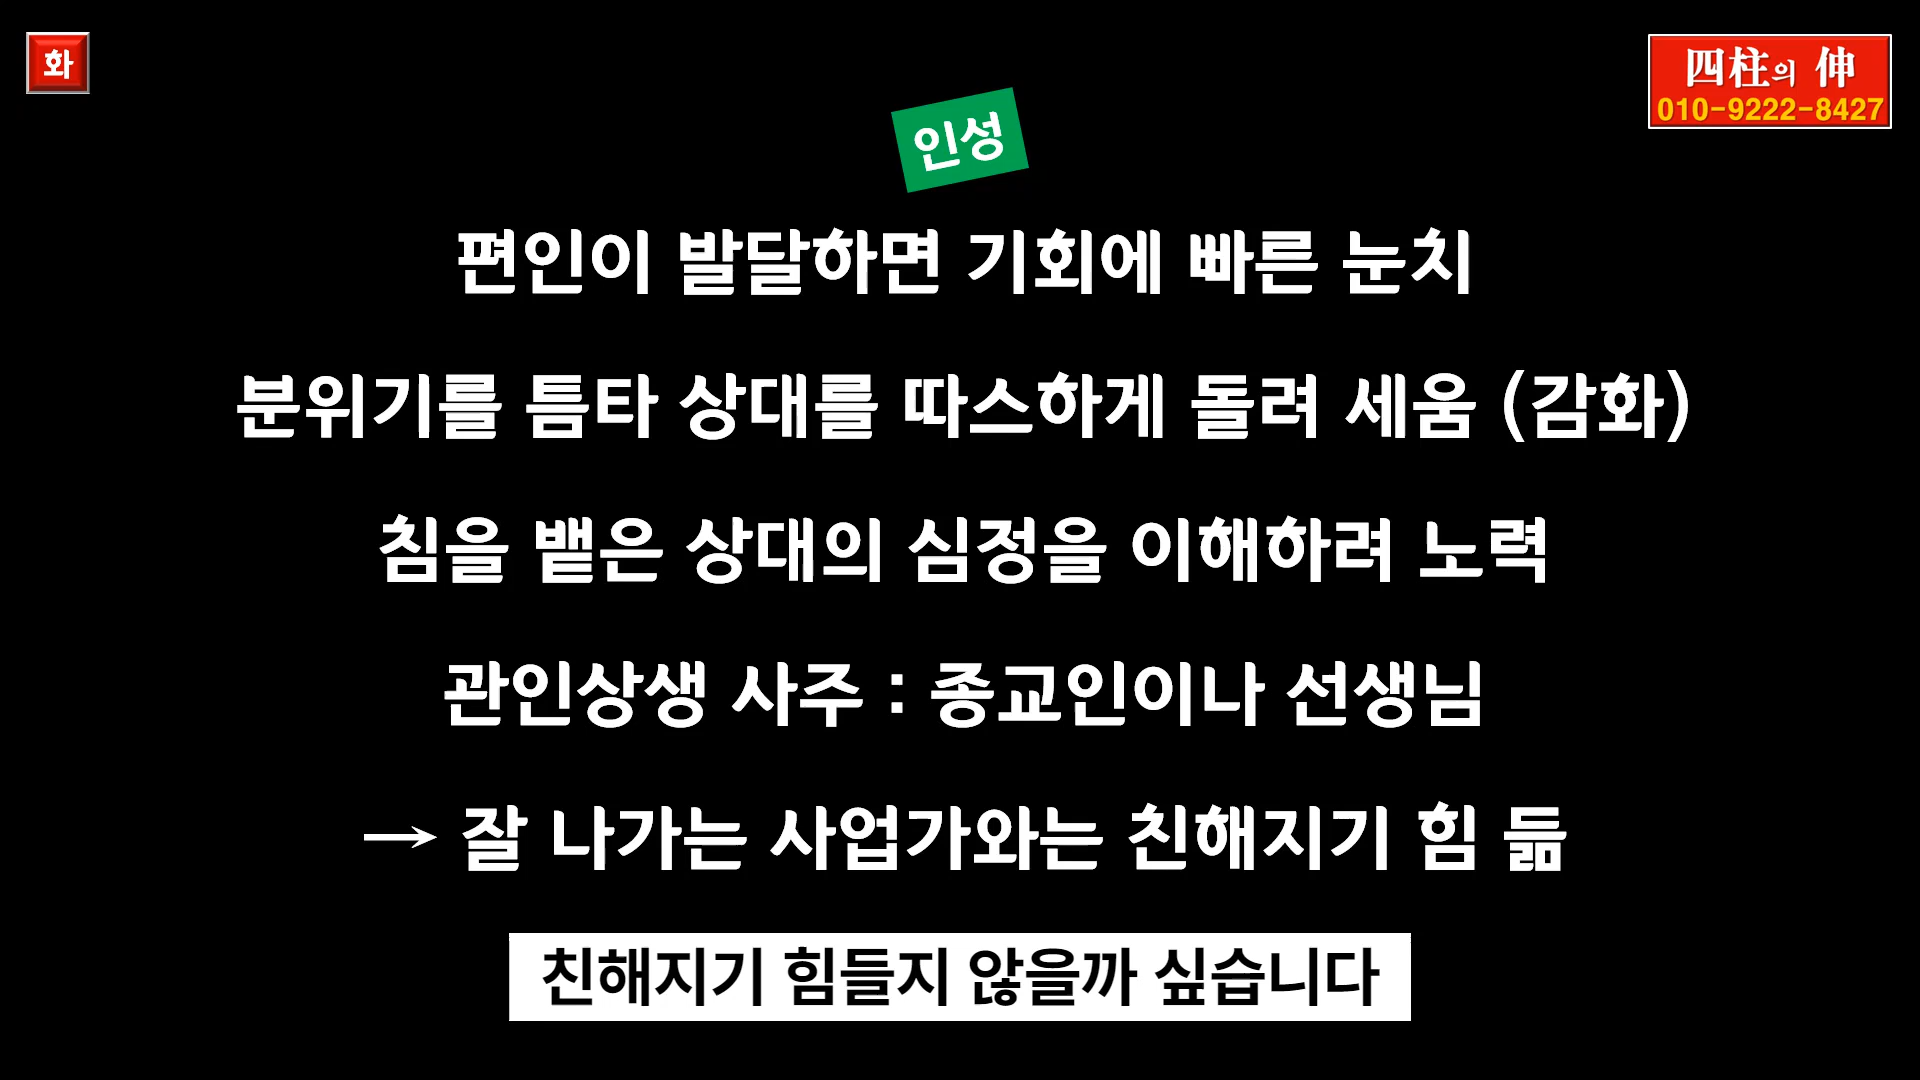 화
四柱의 伸
010-9222-8427
인성
편인이 발달하면 기회에 빠른 눈치
분위기를 틈타 상대를 따스하게 돌려 세움 (감화)
침을 뱉은 상대의 심정을 이해하려 노력
관인상생 사주 : 종교인이나 선생님
→ 잘 나가는 사업가와는 친해지기 힘 듦
친해지기 힘들지 않을까 싶습니다